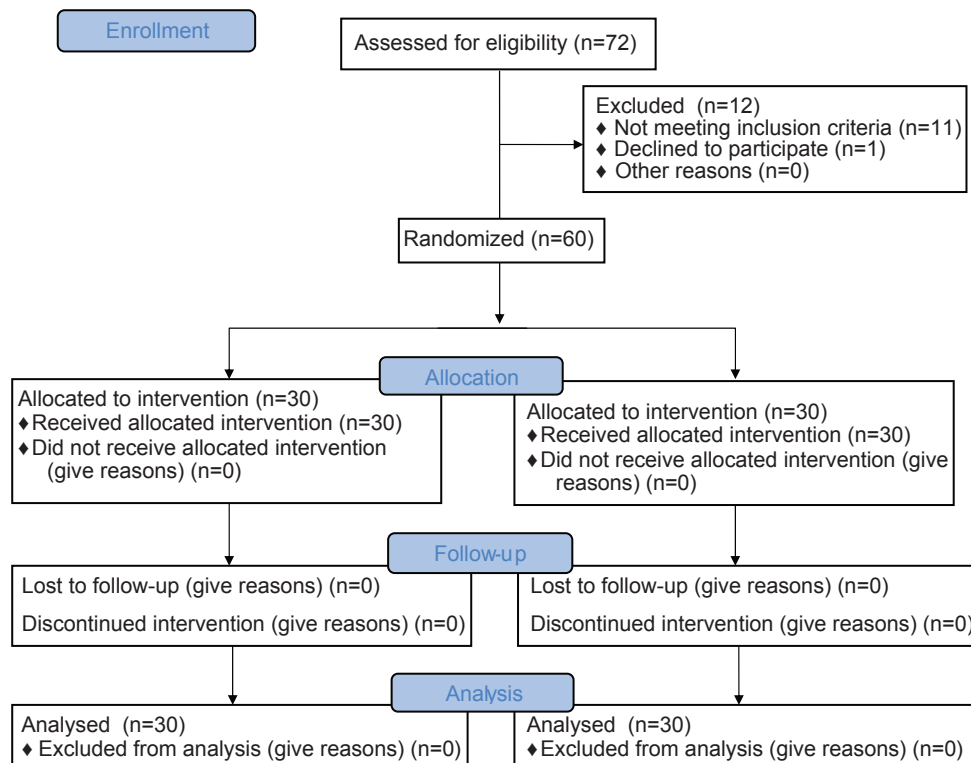 Enrollment
Assessed for eligibility (n=72)
Excluded (n=12)
♦ Not meeting inclusion criteria (n=11)
♦ Declined to participate (n=1)
♦ Other reasons (n=0)
Randomized (n=60)
Allocation
Allocated to intervention (n=30)
♦Received allocated intervention (n=30)
♦Did not receive allocated intervention
(give reasons) (n=0)
Allocated to intervention (n=30)
♦Received allocated intervention (n=30)
♦Did not receive allocated intervention (give
reasons) (n=0)
Follow-up
Lost to follow-up (give reasons) (n=0)
Discontinued intervention (give reasons) (n=0)
Lost to follow-up (give reasons) (n=0)
Discontinued intervention (give reasons) (n=0)
Analysis
Analysed (n=30)
♦ Excluded from analysis (give reasons) (n=0)
Analysed (n=30)
♦Excluded from analysis (give reasons) (n=0)